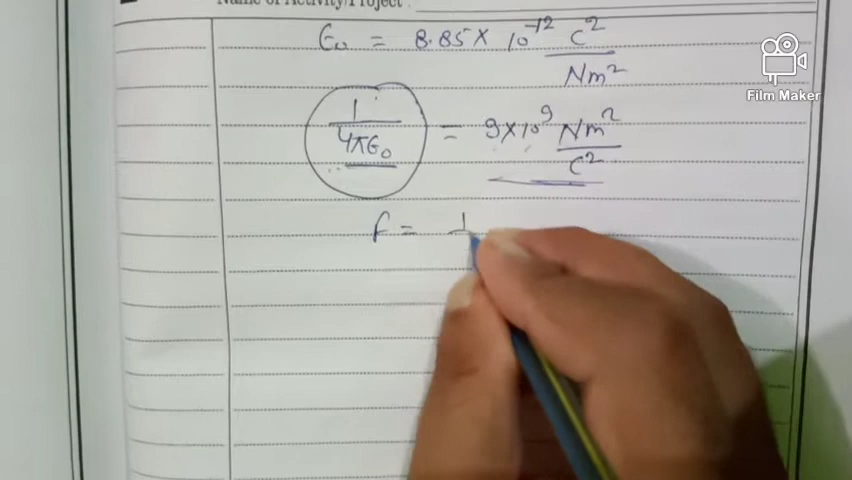 Name of Activity/Project
ϵ₀ = 8.85 × 10⁻¹² C²/Nm²
Film Maker
1/4πϵ₀ = 9×10⁹ Nm²/C²
F = 1